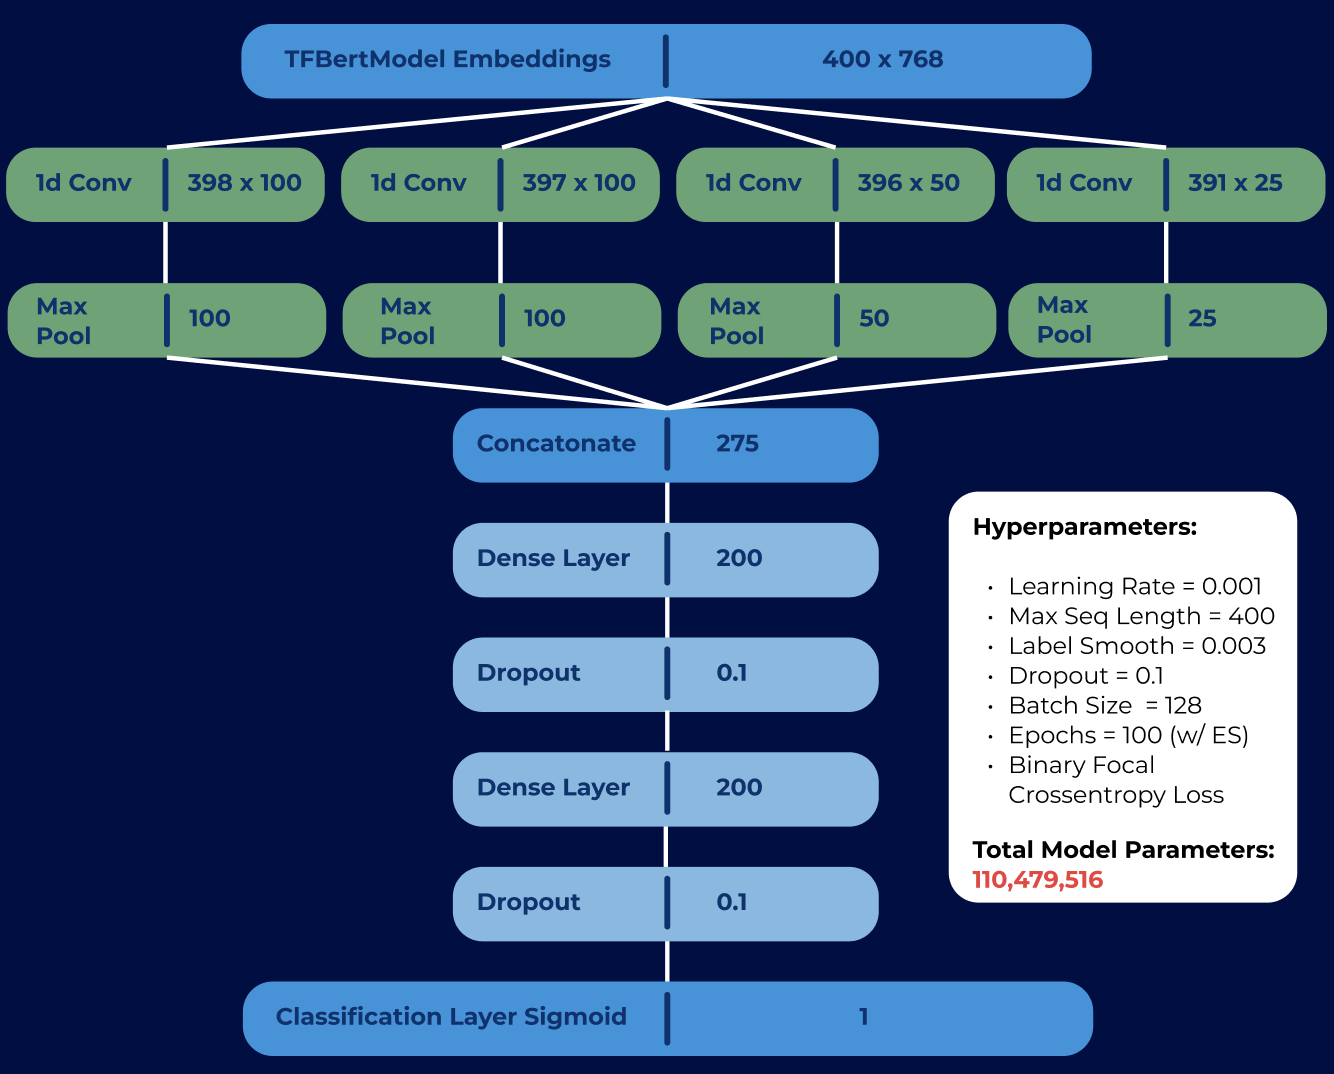 TFBertModel Embeddings 400 x 768
1d Conv 398 x 100
1d Conv 397 x 100
1d Conv 396 x 50
1d Conv 391 x 25
Max
Pool
100
Max
Pool
100
Max
Pool
50
Max
Pool
25
Concatonate 275
Dense Layer 200
Dropout 0.1
Dense Layer 200
Dropout 0.1
Classification Layer Sigmoid 1
Hyperparameters:
· Learning Rate = 0.001
· Max Seq Length = 400
· Label Smooth = 0.003
· Dropout = 0.1
· Batch Size = 128
· Epochs = 100 (w/ ES)
· Binary Focal
Crossentropy Loss
Total Model Parameters:
110,479,516